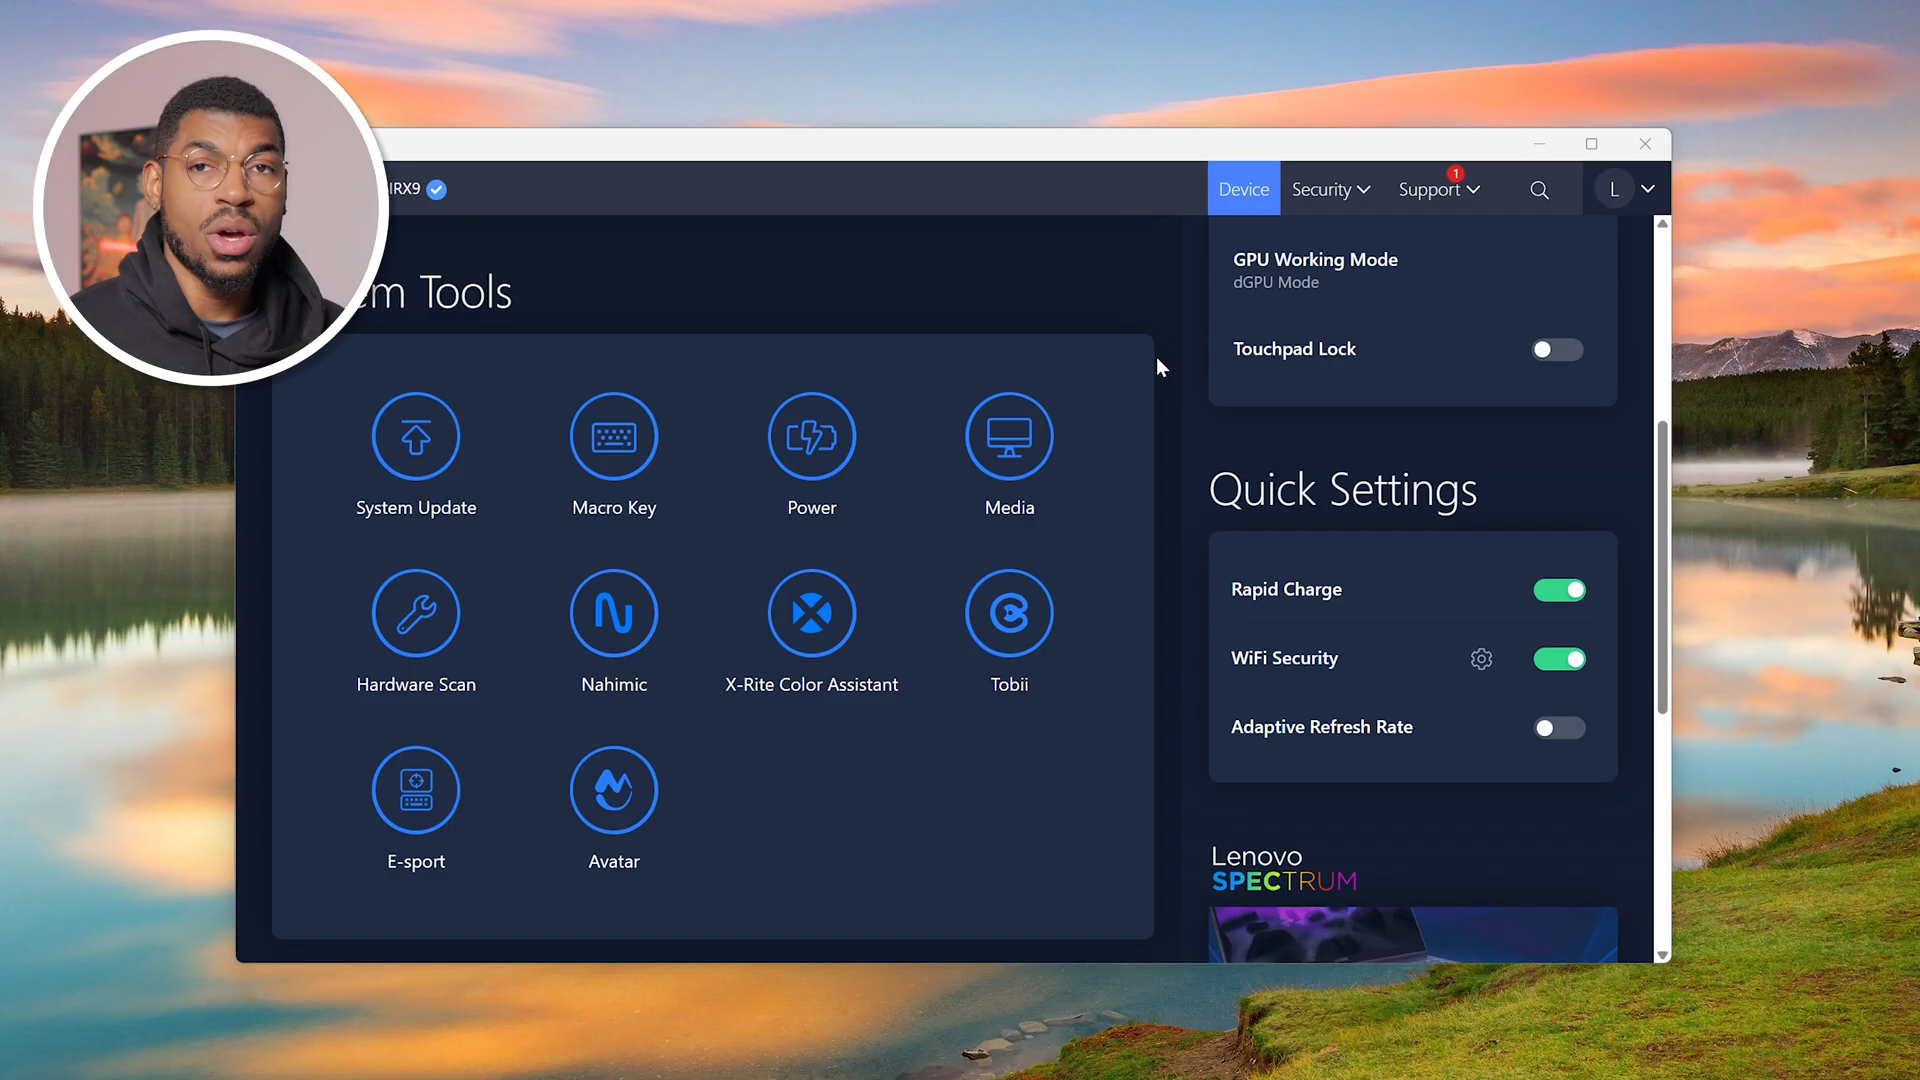 IRX9
Device
Security
Support
1
L
em Tools
System Update
Macro Key
Power
Media
Hardware Scan
Nahimic
X-Rite Color Assistant
Tobii
E-sport
Avatar
GPU Working Mode
dGPU Mode
Touchpad Lock
Quick Settings
Rapid Charge
WiFi Security
Adaptive Refresh Rate
Lenovo
SPECTRUM